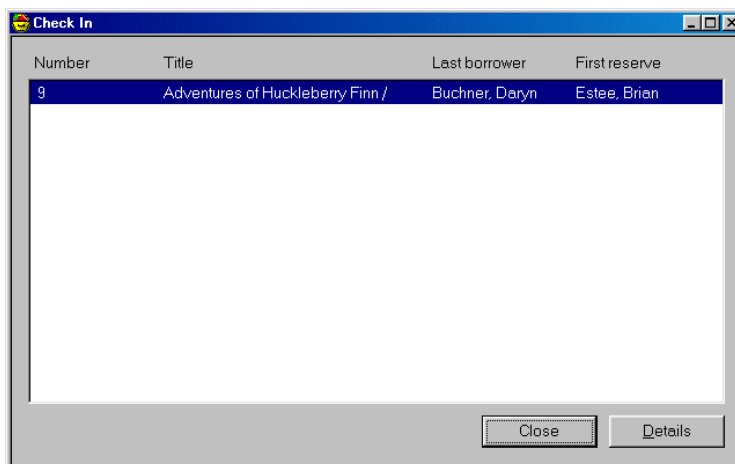 Check In
Number Title Last borrower First reserve
9 Adventures of Huckleberry Finn / Buchner, Daryn Estee, Brian
Close Details